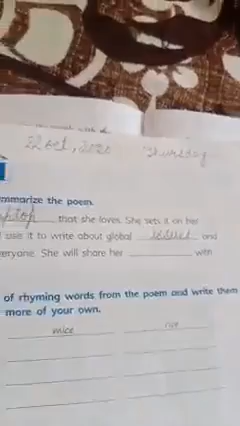 22 oct, 2020 Thursday
mmarize the poem.
ptop that she loves. She sets it on her
use it to write about global issues and
eryone. She will share her with
of rhyming words from the poem and write them
more of your own.
mice